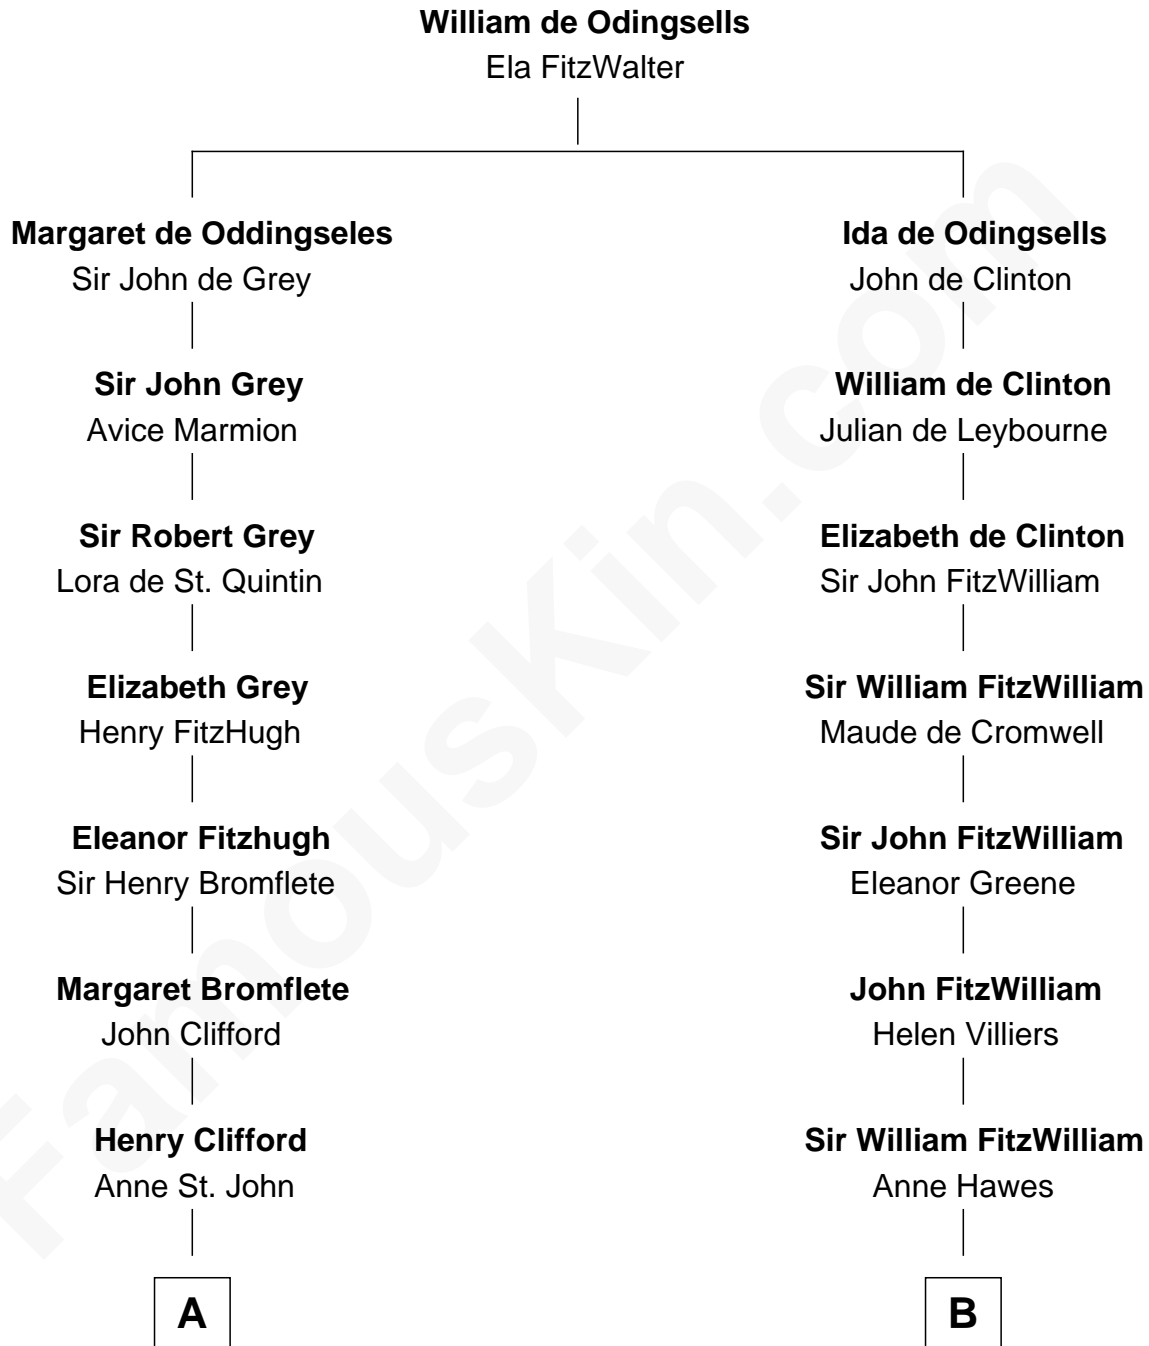 William de Odingsells
Ela FitzWalter
Margaret de Oddingseles
Sir John de Grey
Ida de Odingsells
John de Clinton
Sir John Grey
Avice Marmion
William de Clinton
Julian de Leybourne
Sir Robert Grey
Lora de St. Quintin
Elizabeth de Clinton
Sir John FitzWilliam
Elizabeth Grey
Henry FitzHugh
Sir William FitzWilliam
Maude de Cromwell
Eleanor Fitzhugh
Sir Henry Bromflete
Sir John FitzWilliam
Eleanor Greene
Margaret Bromflete
John Clifford
John FitzWilliam
Helen Villiers
Henry Clifford
Anne St. John
Sir William FitzWilliam
Anne Hawes
A
B
FamousKin.com